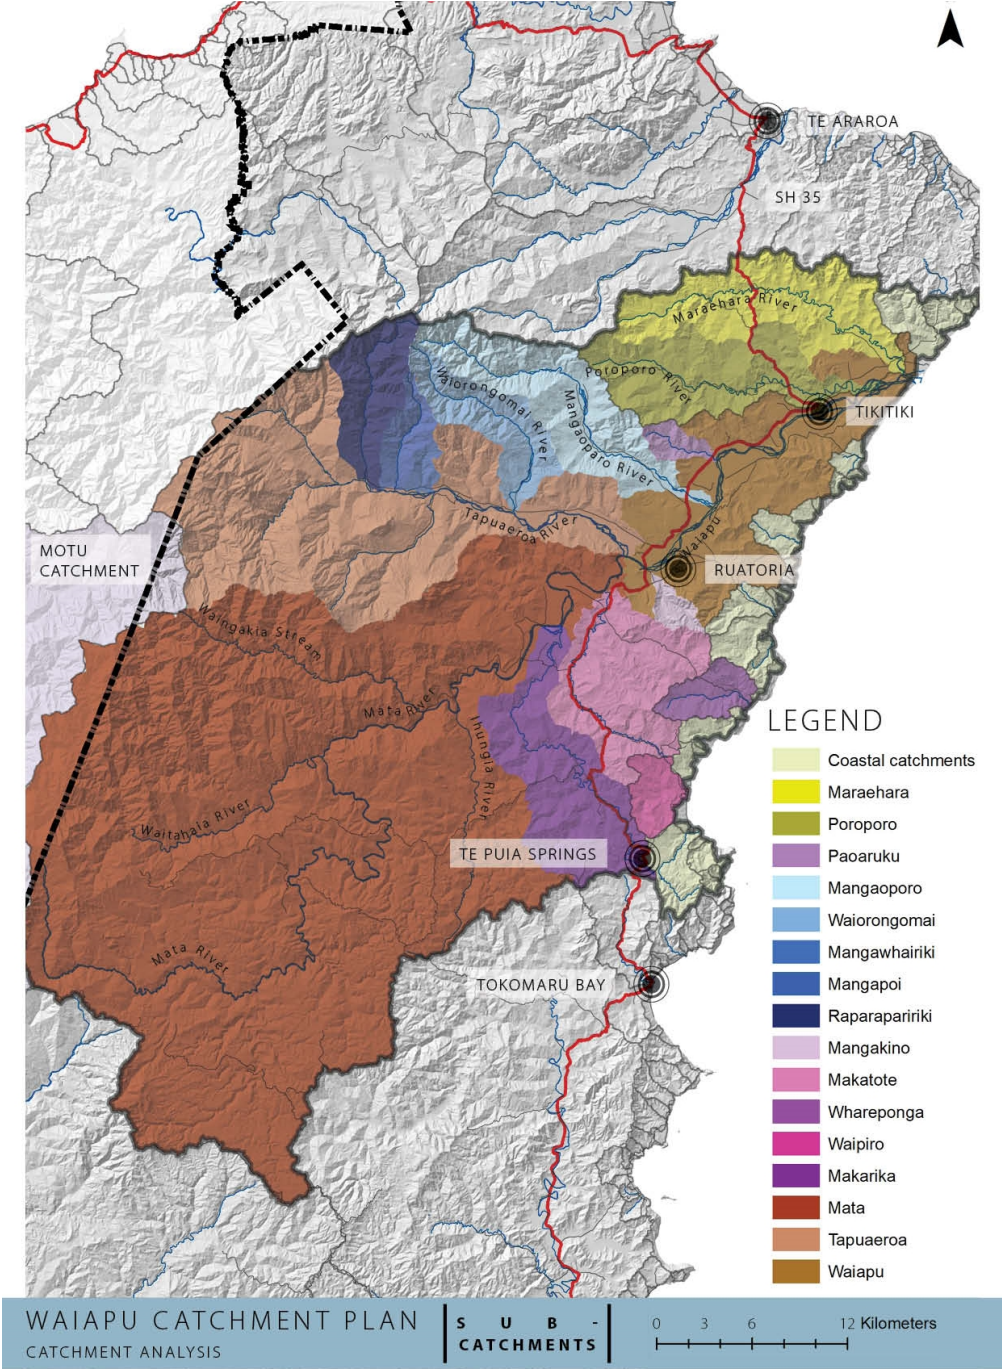 TE ARAROA
SH 35
Maraehara River
Poroporo River
Waiorongomai River
Mangaoparo River
TIKITIKI
Tapuaeroa River
Waiapu
MOTU
CATCHMENT
RUATORIA
Waingakia Stream
Mata River
Ihungia River
Waitahaia River
TE PUIA SPRINGS
Mata River
TOKOMARU BAY
LEGEND
Coastal catchments
Maraehara
Poroporo
Paoaruku
Mangaoporo
Waiorongomai
Mangawhairiki
Mangapoi
Raparapaririki
Mangakino
Makatote
Whareponga
Waipiro
Makarika
Mata
Tapuaeroa
Waiapu
WAIAPU CATCHMENT PLAN
CATCHMENT ANALYSIS
SUB-
CATCHMENTS
0 3 6 12 Kilometers